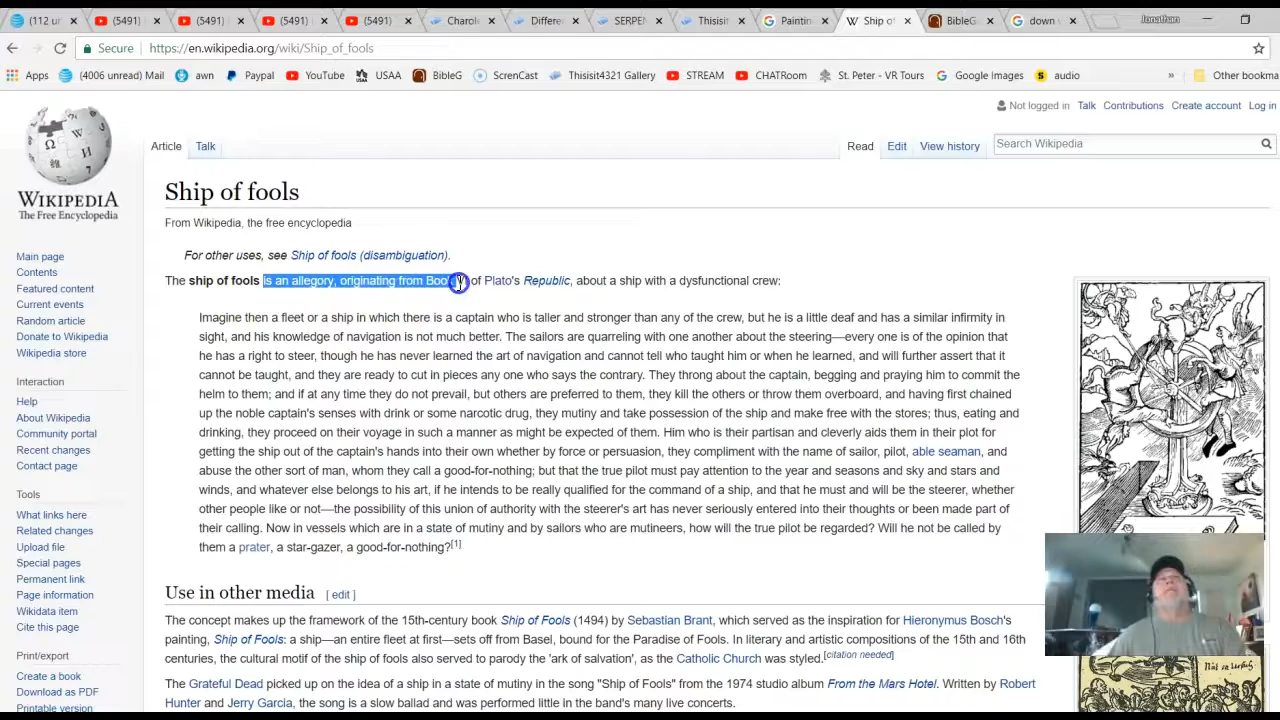 (112 ur
(5491)
(5491)
(5491)
(5491)
Charol
Differe
SERPE
Thisisit
Paintin
Ship of
BibleG
down v
Jonathan
Secure
https://en.wikipedia.org/wiki/Ship_of_fools
Apps
(4006 unread) Mail
awn
Paypal
YouTube
USAA
BibleG
ScrenCast
Thisisit4321 Gallery
STREAM
CHATRoom
St. Peter - VR Tours
Google Images
audio
»
Other bookma
Not logged in Talk Contributions Create account Log in
Article Talk
Read Edit View history
Search Wikipedia
WIKIPEDIA
The Free Encyclopedia
Main page
Contents
Featured content
Current events
Random article
Donate to Wikipedia
Wikipedia store
Interaction
Help
About Wikipedia
Community portal
Recent changes
Contact page
Tools
What links here
Related changes
Upload file
Special pages
Permanent link
Page information
Wikidata item
Cite this page
Print/export
Create a book
Download as PDF
Printable version
Ship of fools
From Wikipedia, the free encyclopedia
For other uses, see Ship of fools (disambiguation).
The ship of fools is an allegory, originating from Boo of Plato's Republic, about a ship with a dysfunctional crew:
Imagine then a fleet or a ship in which there is a captain who is taller and stronger than any of the crew, but he is a little deaf and has a similar infirmity in
sight, and his knowledge of navigation is not much better. The sailors are quarreling with one another about the steering—every one is of the opinion that
he has a right to steer, though he has never learned the art of navigation and cannot tell who taught him or when he learned, and will further assert that it
cannot be taught, and they are ready to cut in pieces any one who says the contrary. They throng about the captain, begging and praying him to commit the
helm to them; and if at any time they do not prevail, but others are preferred to them, they kill the others or throw them overboard, and having first chained
up the noble captain's senses with drink or some narcotic drug, they mutiny and take possession of the ship and make free with the stores; thus, eating and
drinking, they proceed on their voyage in such a manner as might be expected of them. Him who is their partisan and cleverly aids them in their plot for
getting the ship out of the captain's hands into their own whether by force or persuasion, they compliment with the name of sailor, pilot, able seaman, and
abuse the other sort of man, whom they call a good-for-nothing; but that the true pilot must pay attention to the year and seasons and sky and stars and
winds, and whatever else belongs to his art, if he intends to be really qualified for the command of a ship, and that he must and will be the steerer, whether
other people like or not—the possibility of this union of authority with the steerer's art has never seriously entered into their thoughts or been made part of
their calling. Now in vessels which are in a state of mutiny and by sailors who are mutineers, how will the true pilot be regarded? Will he not be called by
them a prater, a star-gazer, a good-for-nothing?[1]
Use in other media [ edit ]
The concept makes up the framework of the 15th-century book Ship of Fools (1494) by Sebastian Brant, which served as the inspiration for Hieronymus Bosch's
painting, Ship of Fools: a ship—an entire fleet at first—sets off from Basel, bound for the Paradise of Fools. In literary and artistic compositions of the 15th and 16th
centuries, the cultural motif of the ship of fools also served to parody the 'ark of salvation', as the Catholic Church was styled.[citation needed]
The Grateful Dead picked up on the idea of a ship in a state of mutiny in the song "Ship of Fools" from the 1974 studio album From the Mars Hotel. Written by Robert
Hunter and Jerry Garcia, the song is a slow ballad and was performed little in the band's many live concerts.